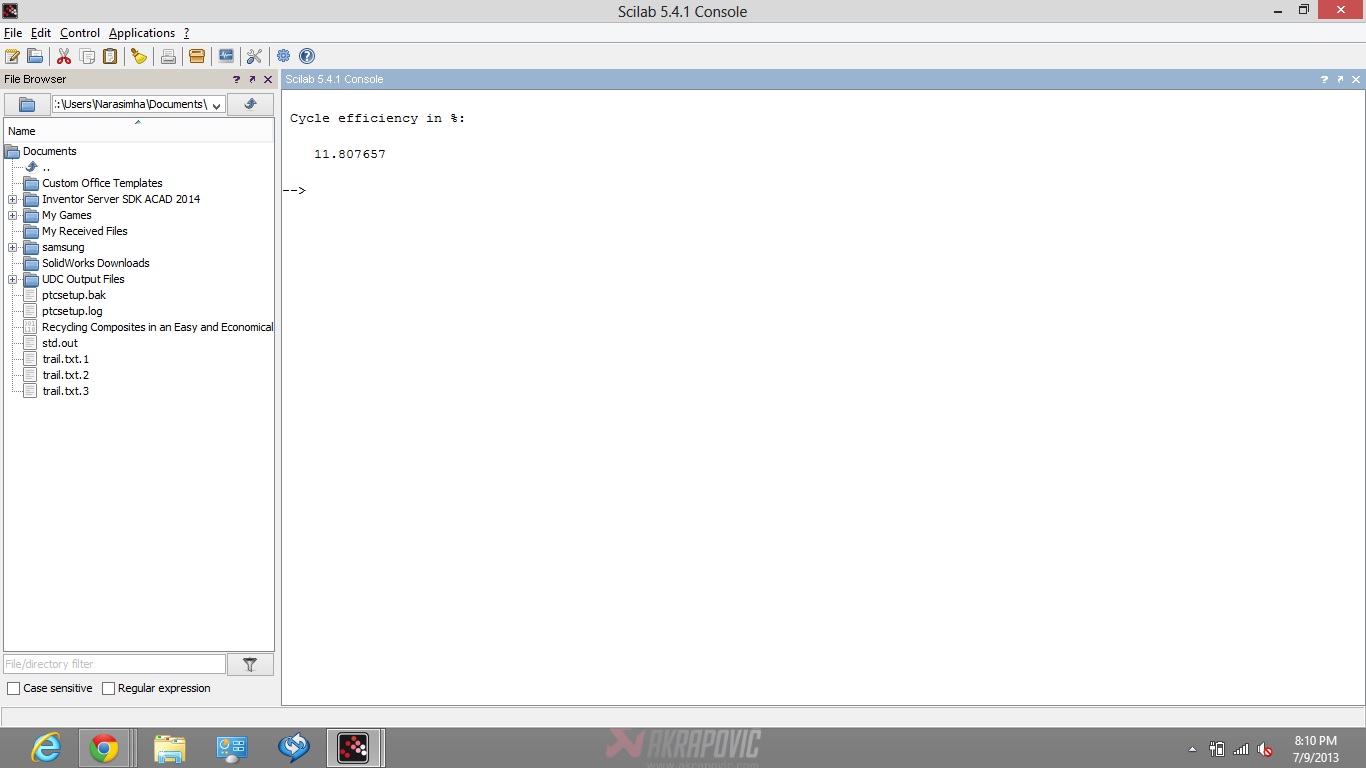 Scilab 5.4.1 Console
File Edit Control Applications ?
File Browser ? ↗ ×
Scilab 5.4.1 Console ? ↗ ×
:\Users\Narasimha\Documents\
Name
Documents
..
Custom Office Templates
Inventor Server SDK ACAD 2014
My Games
My Received Files
samsung
SolidWorks Downloads
UDC Output Files
ptcsetup.bak
ptcsetup.log
Recycling Composites in an Easy and Economical
std.out
trail.txt.1
trail.txt.2
trail.txt.3
File/directory filter
Case sensitive Regular expression
Cycle efficiency in %:
11.807657
-->
AKRAPOVIC
www.akrapovic.com
8:10 PM
7/9/2013